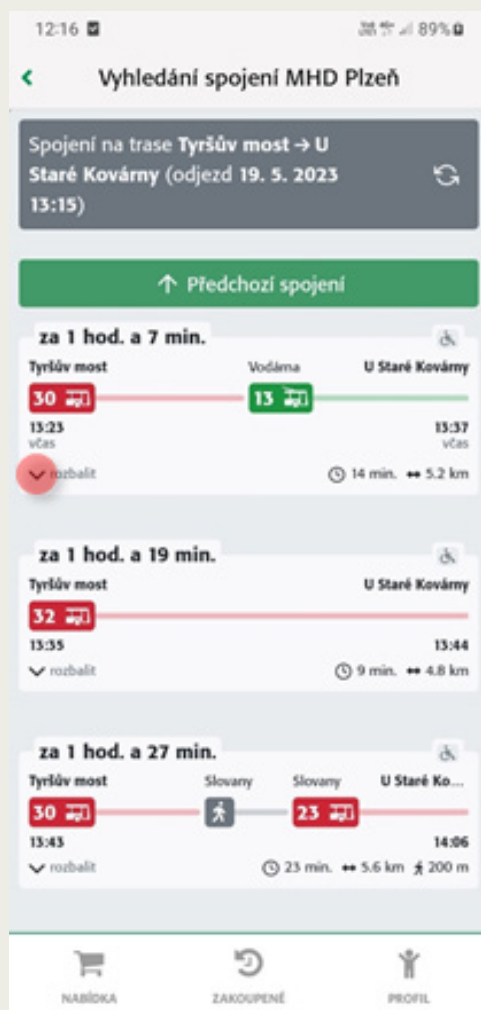 12:16
89%
Vyhledání spojení MHD Plzeň
Spojení na trase Tyršův most → U
Staré Kovárny (odjezd 19. 5. 2023
13:15)
↑ Předchozí spojení
za 1 hod. a 7 min.
Tyršův most Vodárna U Staré Kovárny
30 13
13:23 13:37
včas včas
rozbalit 14 min. ↔ 5.2 km
za 1 hod. a 19 min.
Tyršův most U Staré Kovárny
32
13:35 13:44
rozbalit 9 min. ↔ 4.8 km
za 1 hod. a 27 min.
Tyršův most Slovany Slovany U Staré Ko...
30 23
13:43 14:06
rozbalit 23 min. ↔ 5.6 km 200 m
NABÍDKA ZAKOUPENÉ PROFIL